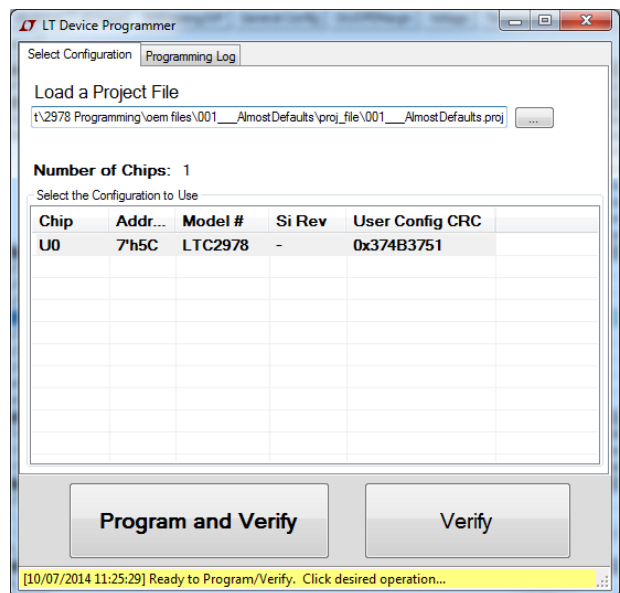 LT Device Programmer
Select Configuration Programming Log
Load a Project File
t\2978 Programming\oem files\001___AlmostDefaults\proj_file\001___AlmostDefaults.proj ...
Number of Chips: 1
Select the Configuration to Use
Chip Addr... Model # Si Rev User Config CRC
U0 7'h5C LTC2978 - 0x374B3751
Program and Verify Verify
[10/07/2014 11:25:29] Ready to Program/Verify. Click desired operation...